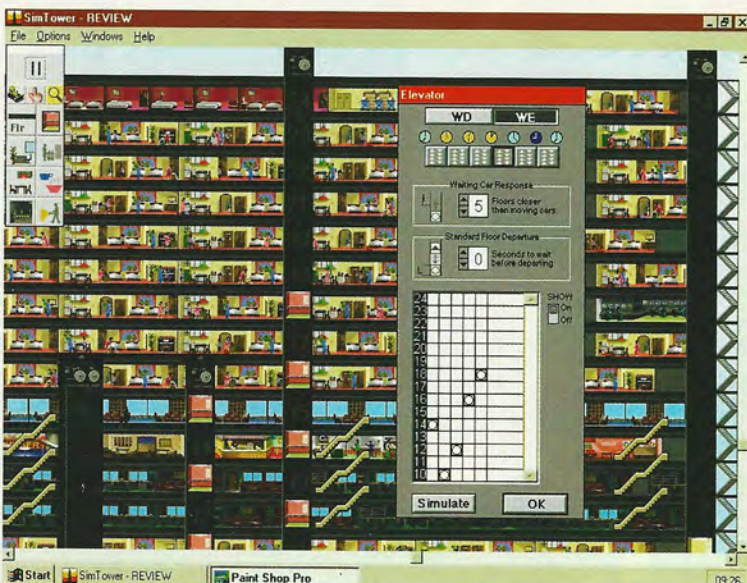 SimTower - REVIEW
File Options Windows Help
Flr
Elevator
WD WE
Waiting Car Response
5 Floors closer
than moving cars
Standard Floor Departure
0 Seconds to wait
before departing
24
23
22
21
20
19
18
17
16
15
14
13
12
11
10
SHOW
On
Off
Simulate OK
Start SimTower - REVIEW Paint Shop Pro